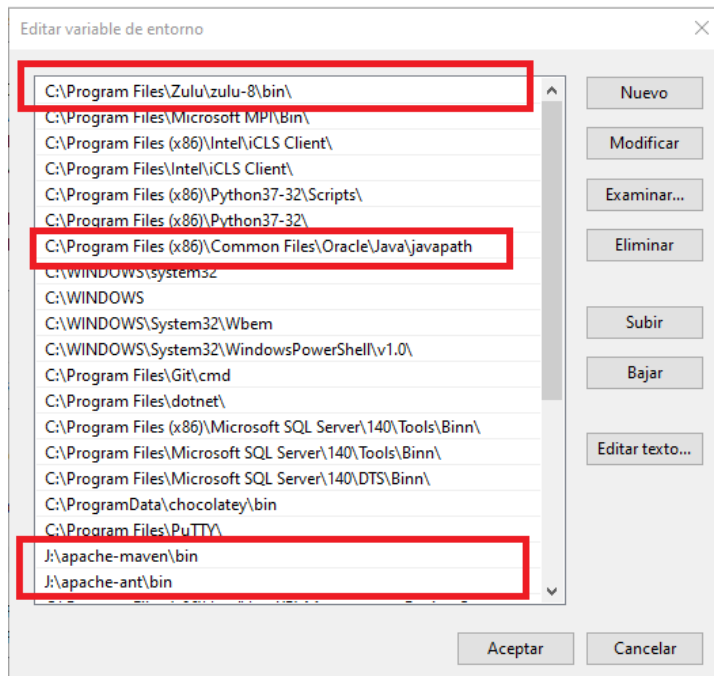 Editar variable de entorno
C:\Program Files\Zulu\zulu-8\bin\
Nuevo
C:\Program Files\Microsoft MPI\Bin\
C:\Program Files (x86)\Intel\iCLS Client\
Modificar
C:\Program Files\Intel\iCLS Client\
C:\Program Files (x86)\Python37-32\Scripts\
Examinar...
C:\Program Files (x86)\Python37-32\
C:\Program Files (x86)\Common Files\Oracle\Java\javapath
Eliminar
C:\WINDOWS\system32
C:\WINDOWS
C:\WINDOWS\System32\Wbem
Subir
C:\WINDOWS\System32\WindowsPowerShell\v1.0\
C:\Program Files\Git\cmd
Bajar
C:\Program Files\dotnet\
C:\Program Files (x86)\Microsoft SQL Server\140\Tools\Binn\
C:\Program Files\Microsoft SQL Server\140\Tools\Binn\
Editar texto...
C:\Program Files\Microsoft SQL Server\140\DTS\Binn\
C:\ProgramData\chocolatey\bin
C:\Program Files\PuTTY\
J:\apache-maven\bin
J:\apache-ant\bin
Aceptar
Cancelar